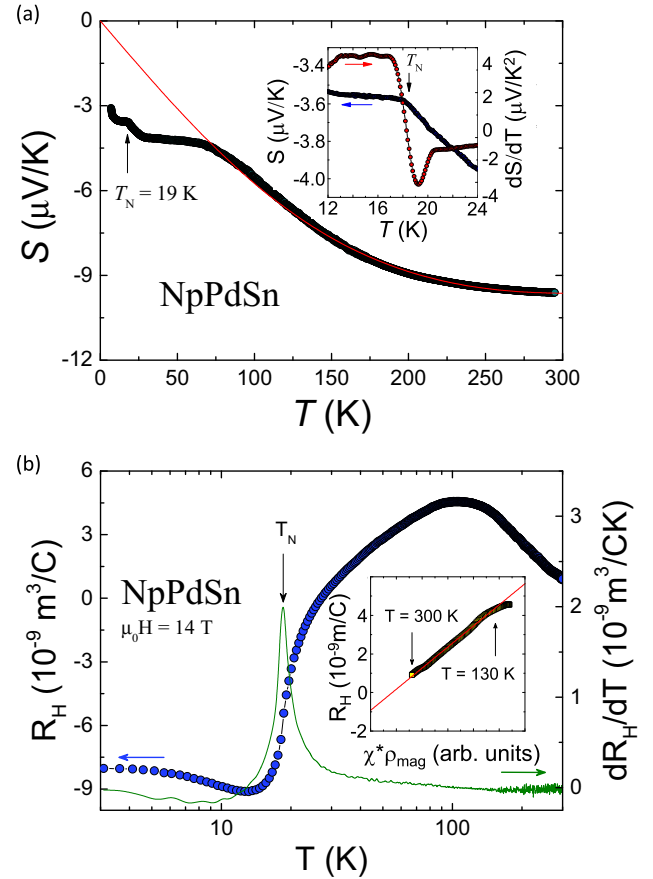 (a)
0
-3
-6
-9
-12
S (μV/K)
T_N = 19 K
NpPdSn
0 50 100 150 200 250 300
T (K)
-3.4
-3.6
-3.8
-4.0
S (μV/K)
T_N
4
2
0
-2
-4
dS/dT (μV/K²)
12 16 20 24
T (K)
(b)
6
3
0
-3
-6
-9
R_H (10⁻⁹ m³/C)
T_N
NpPdSn
μ₀H = 14 T
3
2
1
0
dR_H/dT (10⁻⁹ m³/CK)
6
4
2
0
-2
R_H (10⁻⁹m/C)
T = 300 K
T = 130 K
χ*ρ_mag (arb. units)
10 100
T (K)